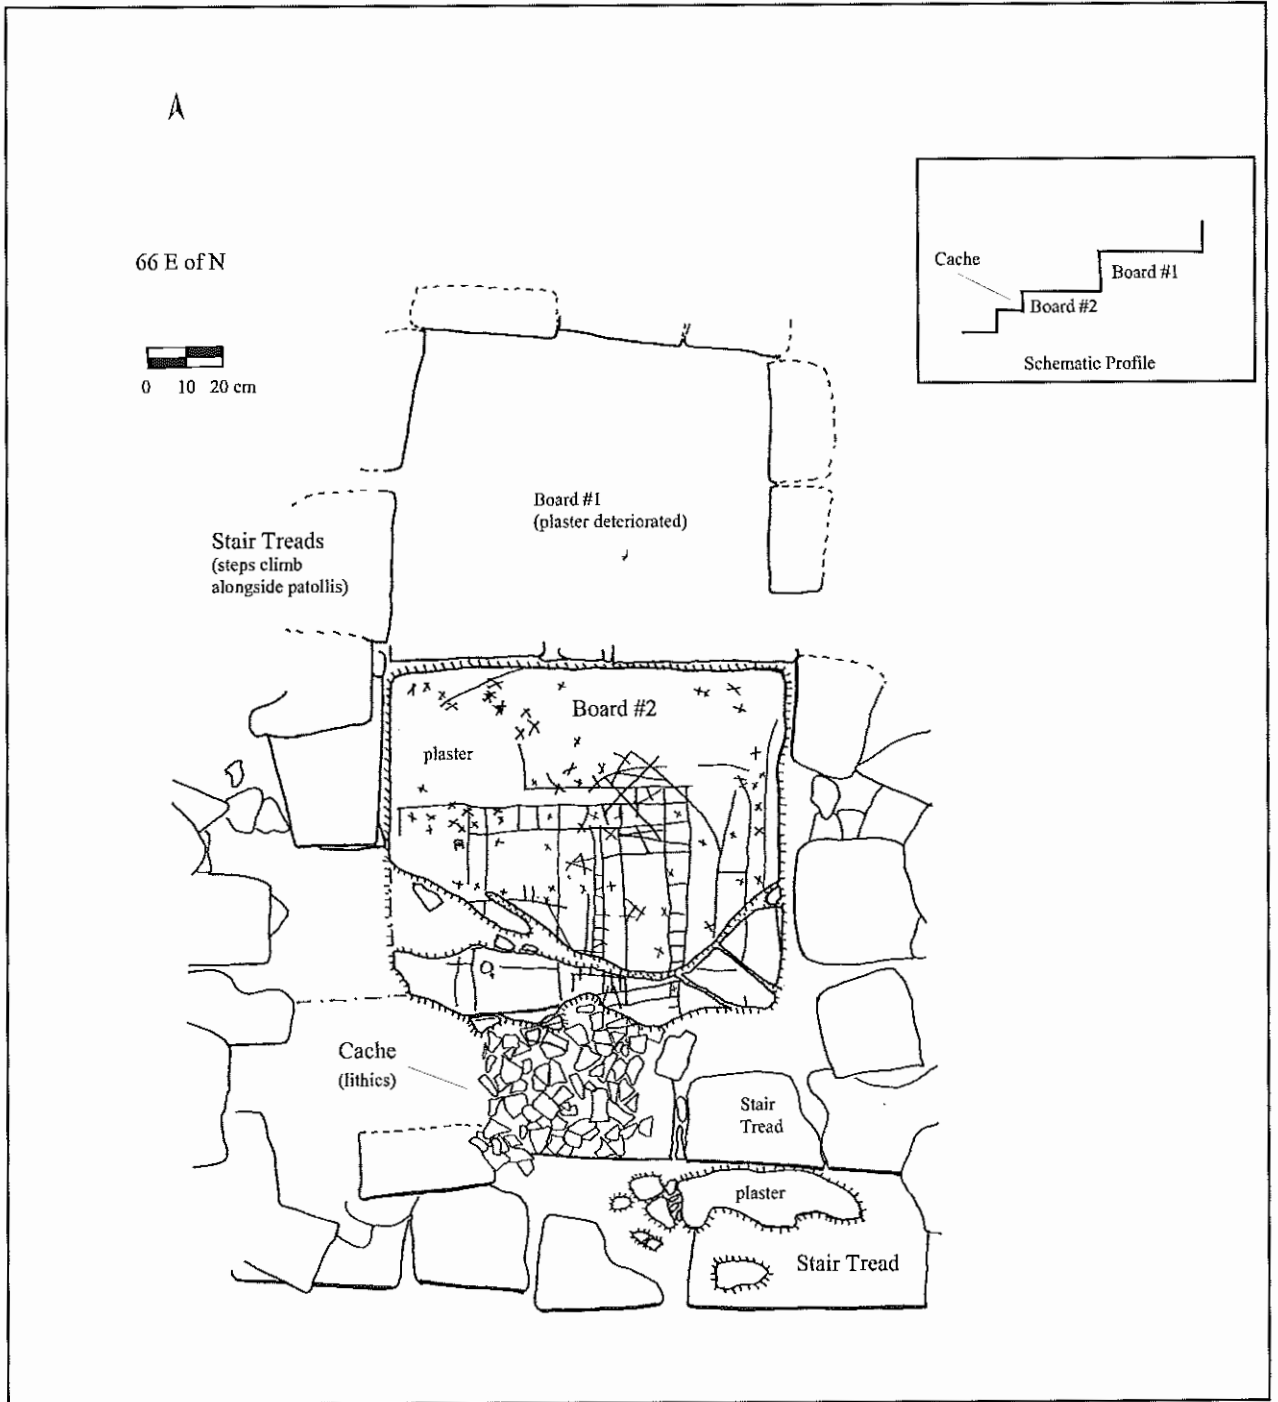 66 E of N
0 10 20 cm
Cache
Board #1
Board #2
Schematic Profile
Board #1
(plaster deteriorated)
Stair Treads
(steps climb
alongside patollis)
Board #2
plaster
Cache
(lithics)
Stair
Tread
plaster
Stair Tread